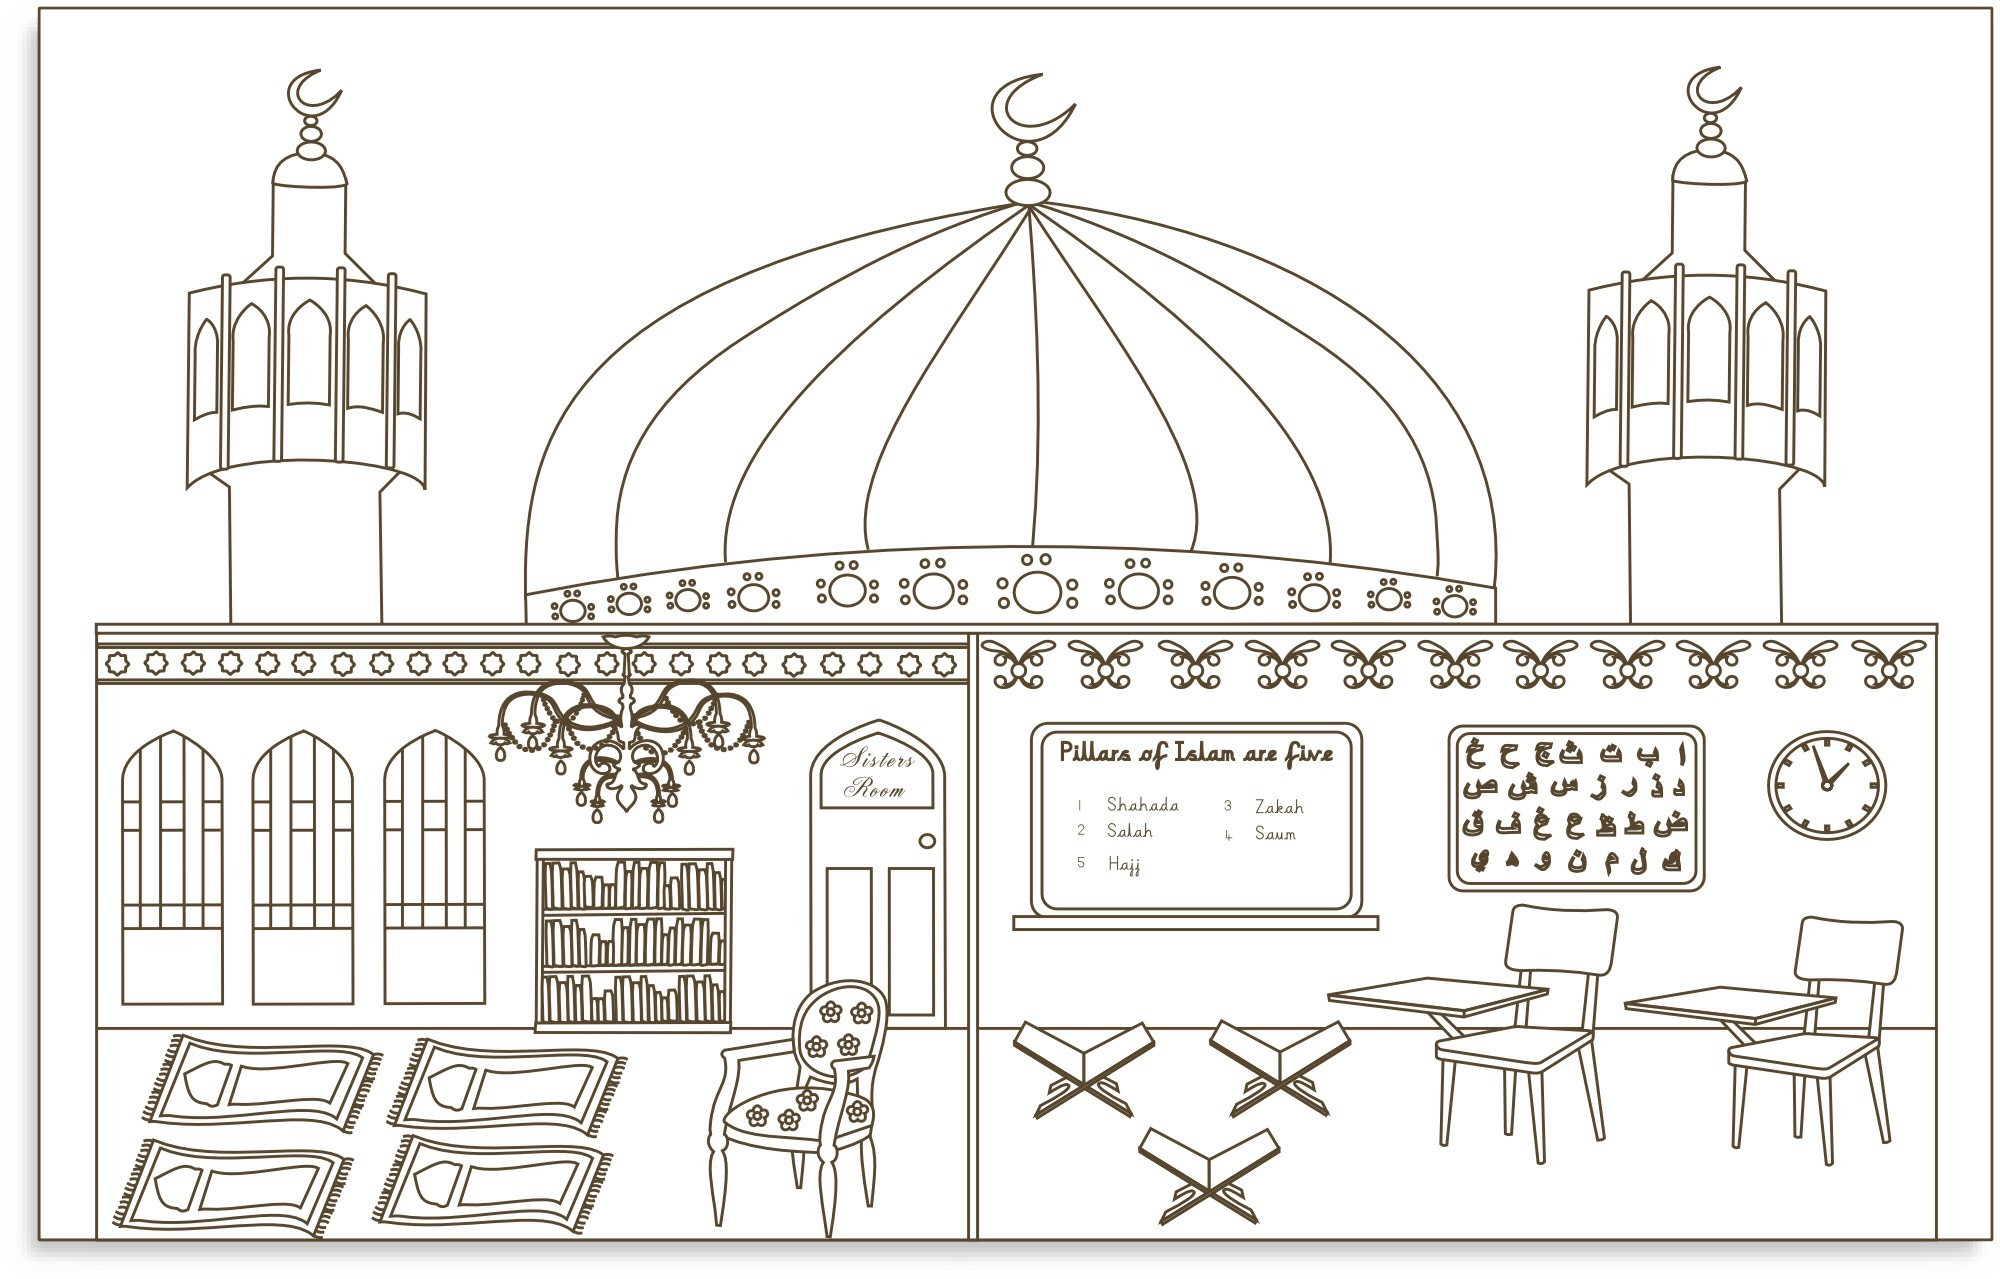 Sisters
Room
Pillars of Islam are five
1 Shahada 3 Zakah
2 Salah 4 Saum
5 Hajj
ا ب ت ث ج ح خ
د ذ ر ز س ش ص
ض ط ظ ع غ ف ق
ك ل م ن و ه ي